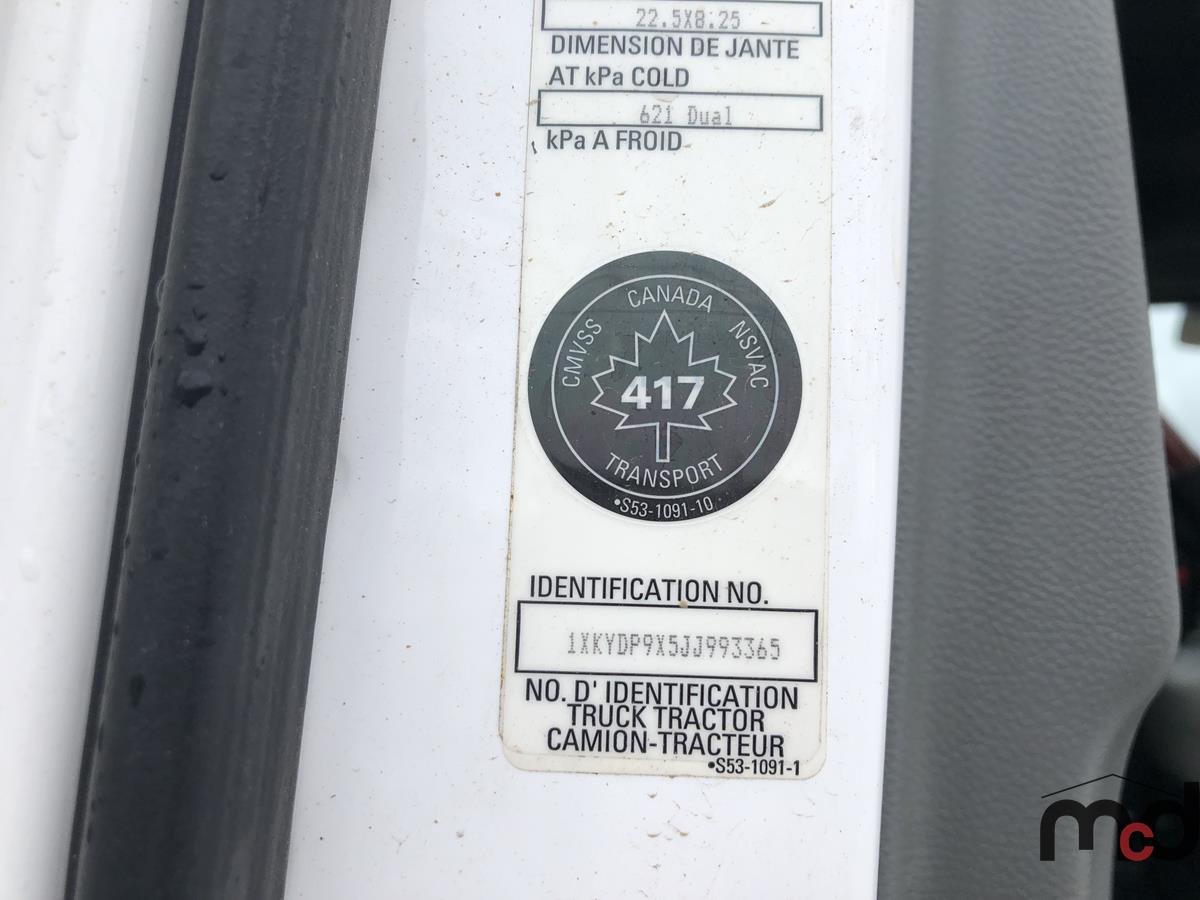 22.5X8.25
DIMENSION DE JANTE
AT kPa COLD
621 Dual
kPa A FROID
CANADA
CMVSS
NSVAC
417
TRANSPORT
•S53-1091-10
IDENTIFICATION NO.
1XKYDP9X5JJ993365
NO. D' IDENTIFICATION
TRUCK TRACTOR
CAMION-TRACTEUR
•S53-1091-1
mcd